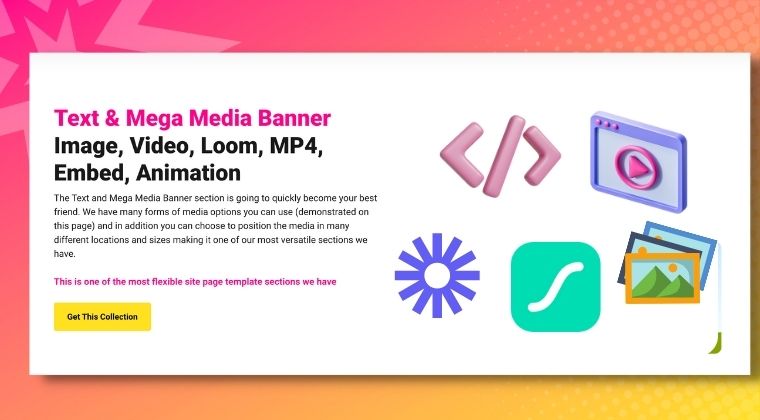 Text & Mega Media Banner
Image, Video, Loom, MP4,
Embed, Animation
The Text and Mega Media Banner section is going to quickly become your best
friend. We have many forms of media options you can use (demonstrated on
this page) and in addition you can choose to position the media in many
different locations and sizes making it one of our most versatile sections we
have.
This is one of the most flexible site page template sections we have
Get This Collection